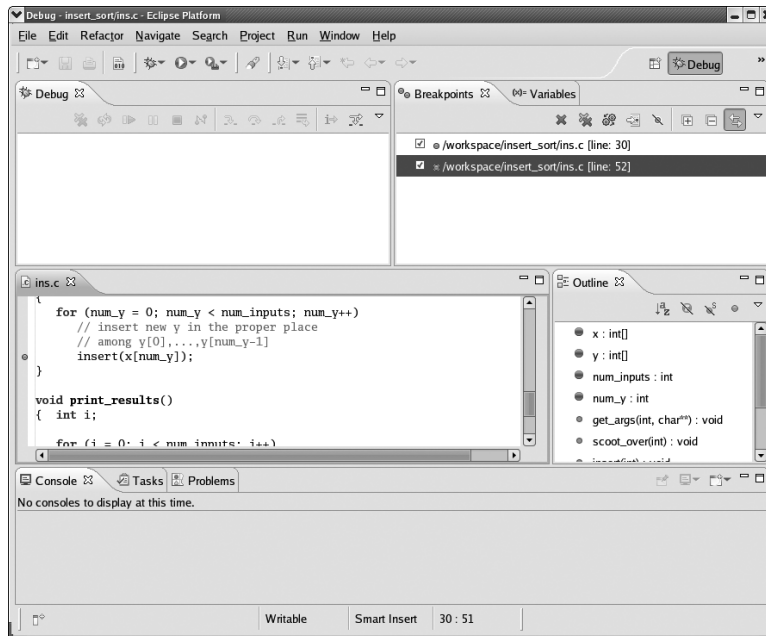 Debug - insert_sort/ins.c - Eclipse Platform
File Edit Refactor Navigate Search Project Run Window Help
Debug
Debug
Breakpoints (x)= Variables
/workspace/insert_sort/ins.c [line: 30]
/workspace/insert_sort/ins.c [line: 52]
ins.c
{
for (num_y = 0; num_y < num_inputs; num_y++)
// insert new y in the proper place
// among y[0],...,y[num_y-1]
insert(x[num_y]);
}
void print_results()
{ int i;
for (i = 0; i < num_inputs; i++)
Outline
x : int[]
y : int[]
num_inputs : int
num_y : int
get_args(int, char**) : void
scoot_over(int) : void
insert(int) : void
Console Tasks Problems
No consoles to display at this time.
Writable Smart Insert 30 : 51